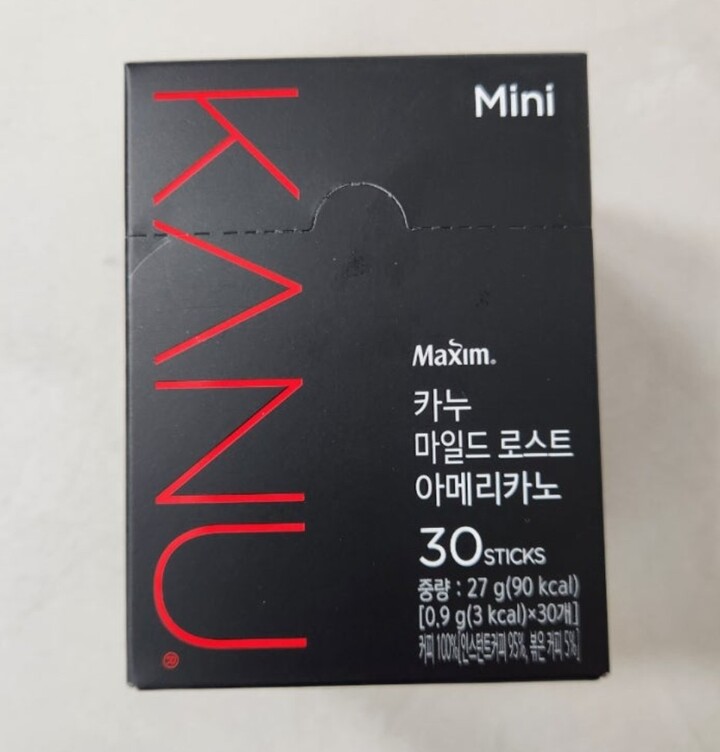 KANU®
Mini
Maxim®
카누
마일드 로스트
아메리카노
30 STICKS
중량 : 27 g(90 kcal)
[0.9 g(3 kcal)×30개]
커피 100%[인스턴트커피 95%, 볶은 커피 5%]